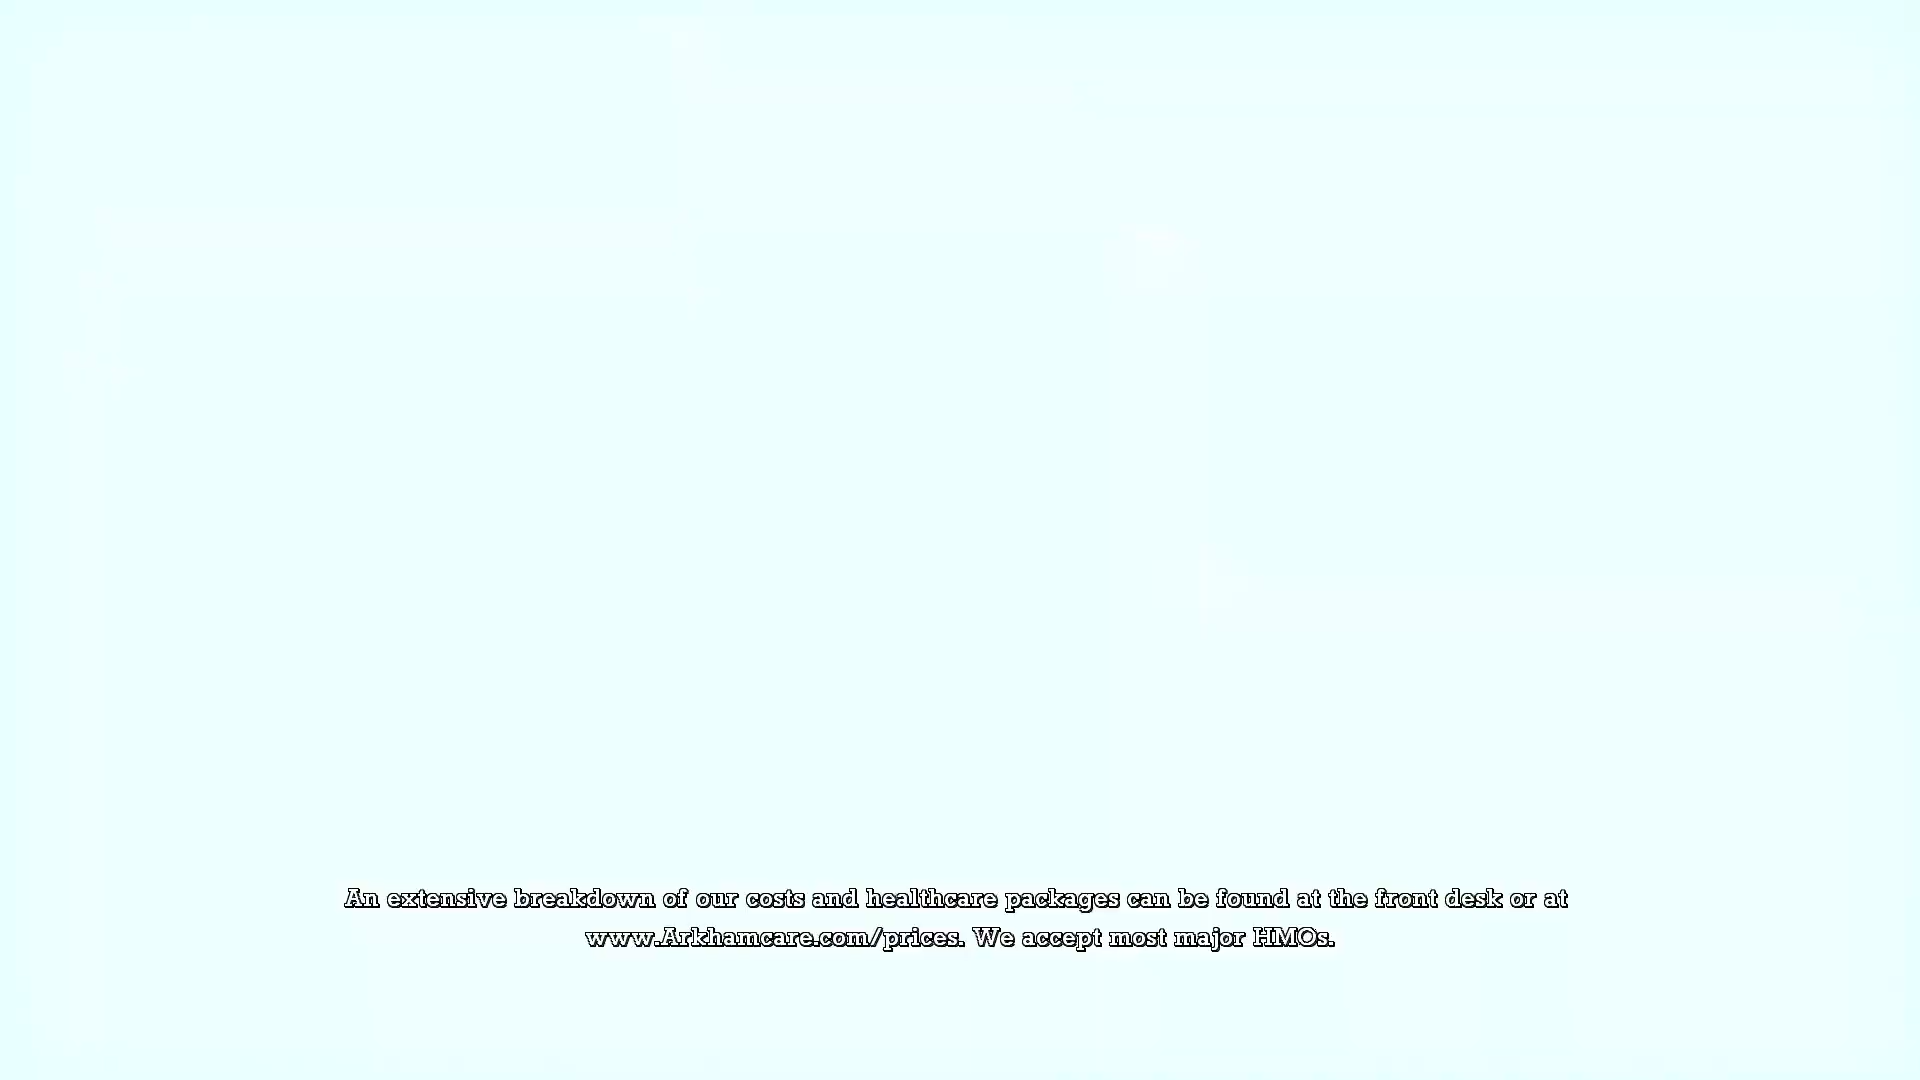 An extensive breakdown of our costs and healthcare packages can be found at the front desk or at
www.Arkhamcare.com/prices. We accept most major HMOs.